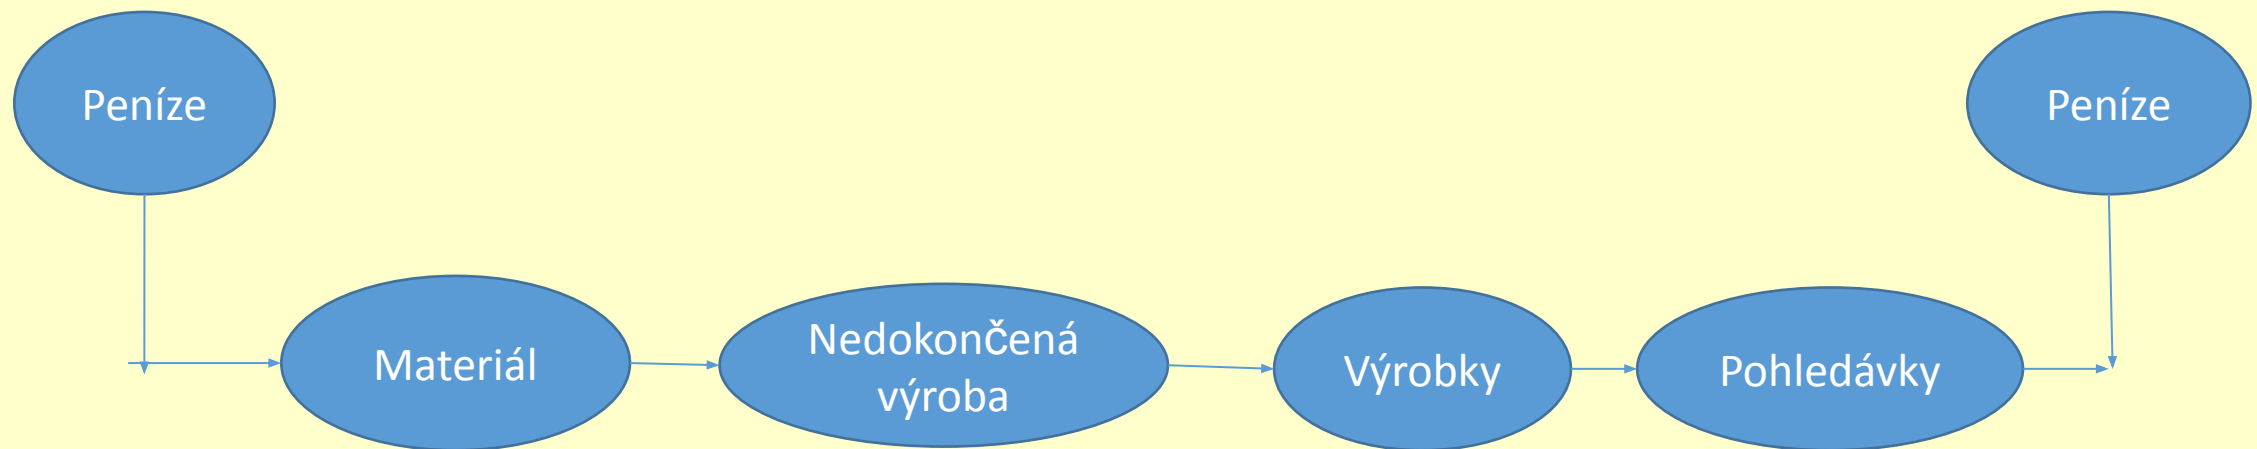 Peníze
Peníze
Materiál
Nedokončená
výroba
Výrobky
Pohledávky